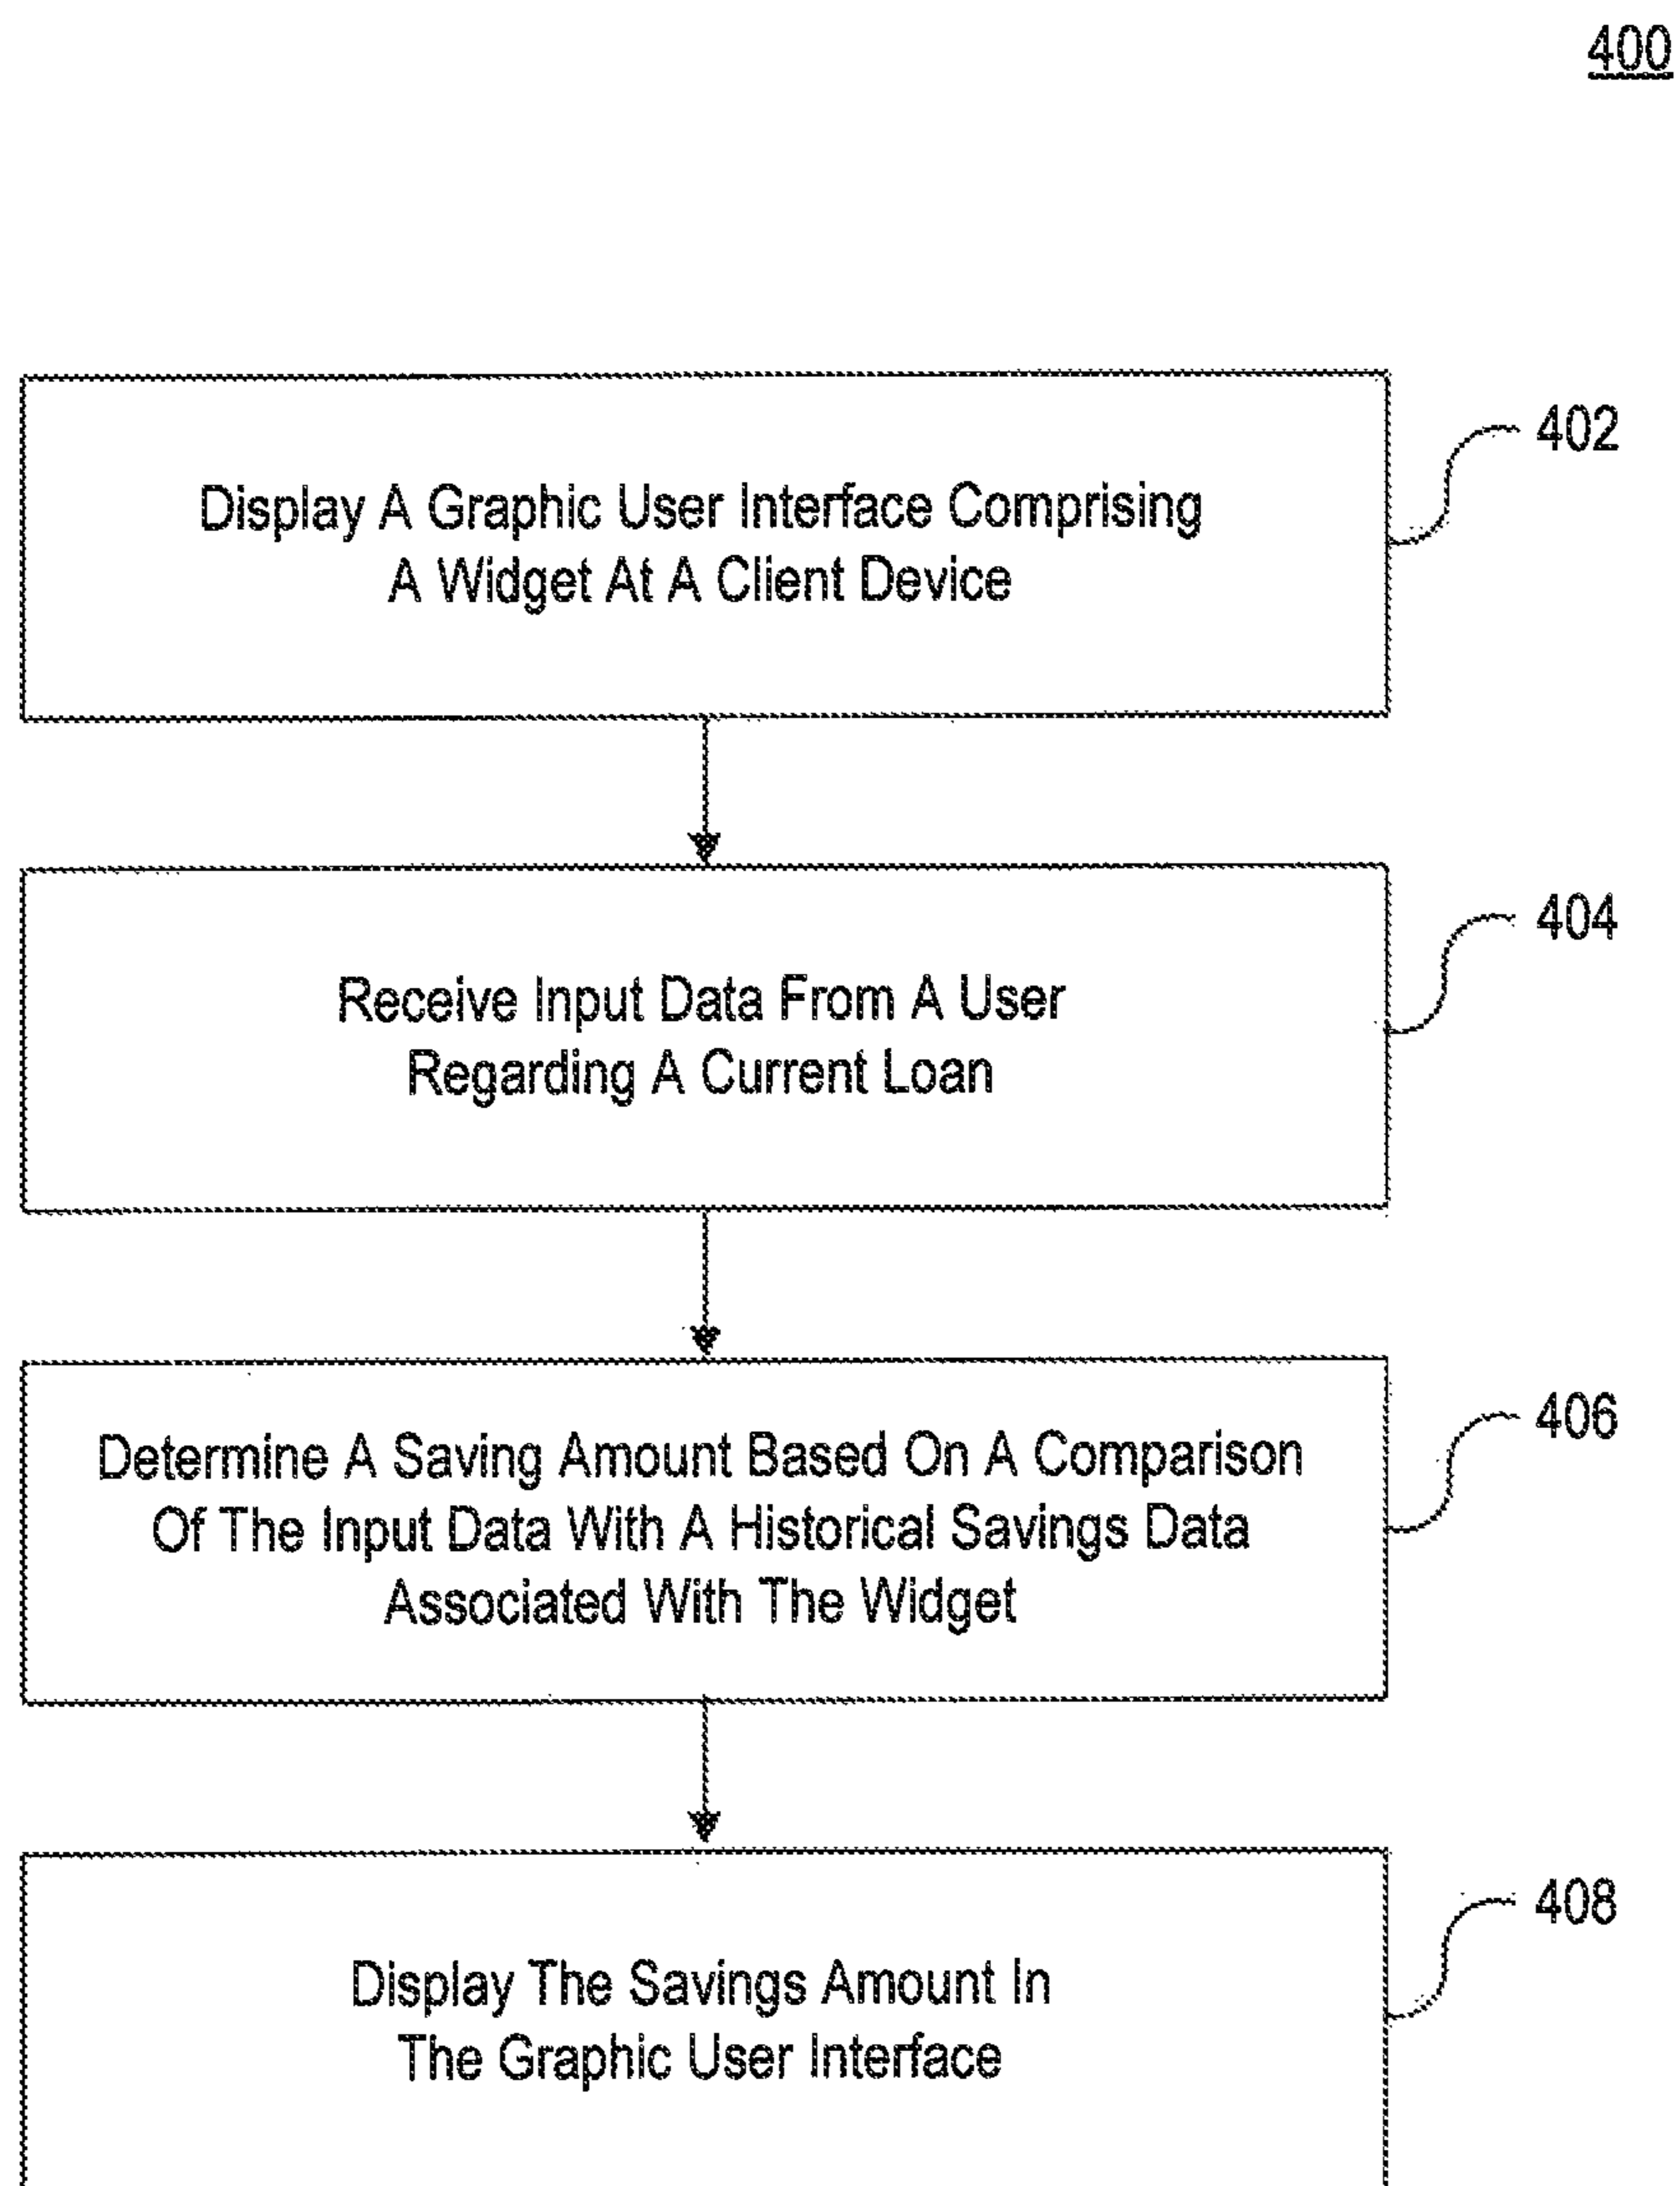 400
Display A Graphic User Interface Comprising
A Widget At A Client Device
402
Receive Input Data From A User
Regarding A Current Loan
404
Determine A Saving Amount Based On A Comparison
Of The Input Data With A Historical Savings Data
Associated With The Widget
406
Display The Savings Amount In
The Graphic User Interface
408